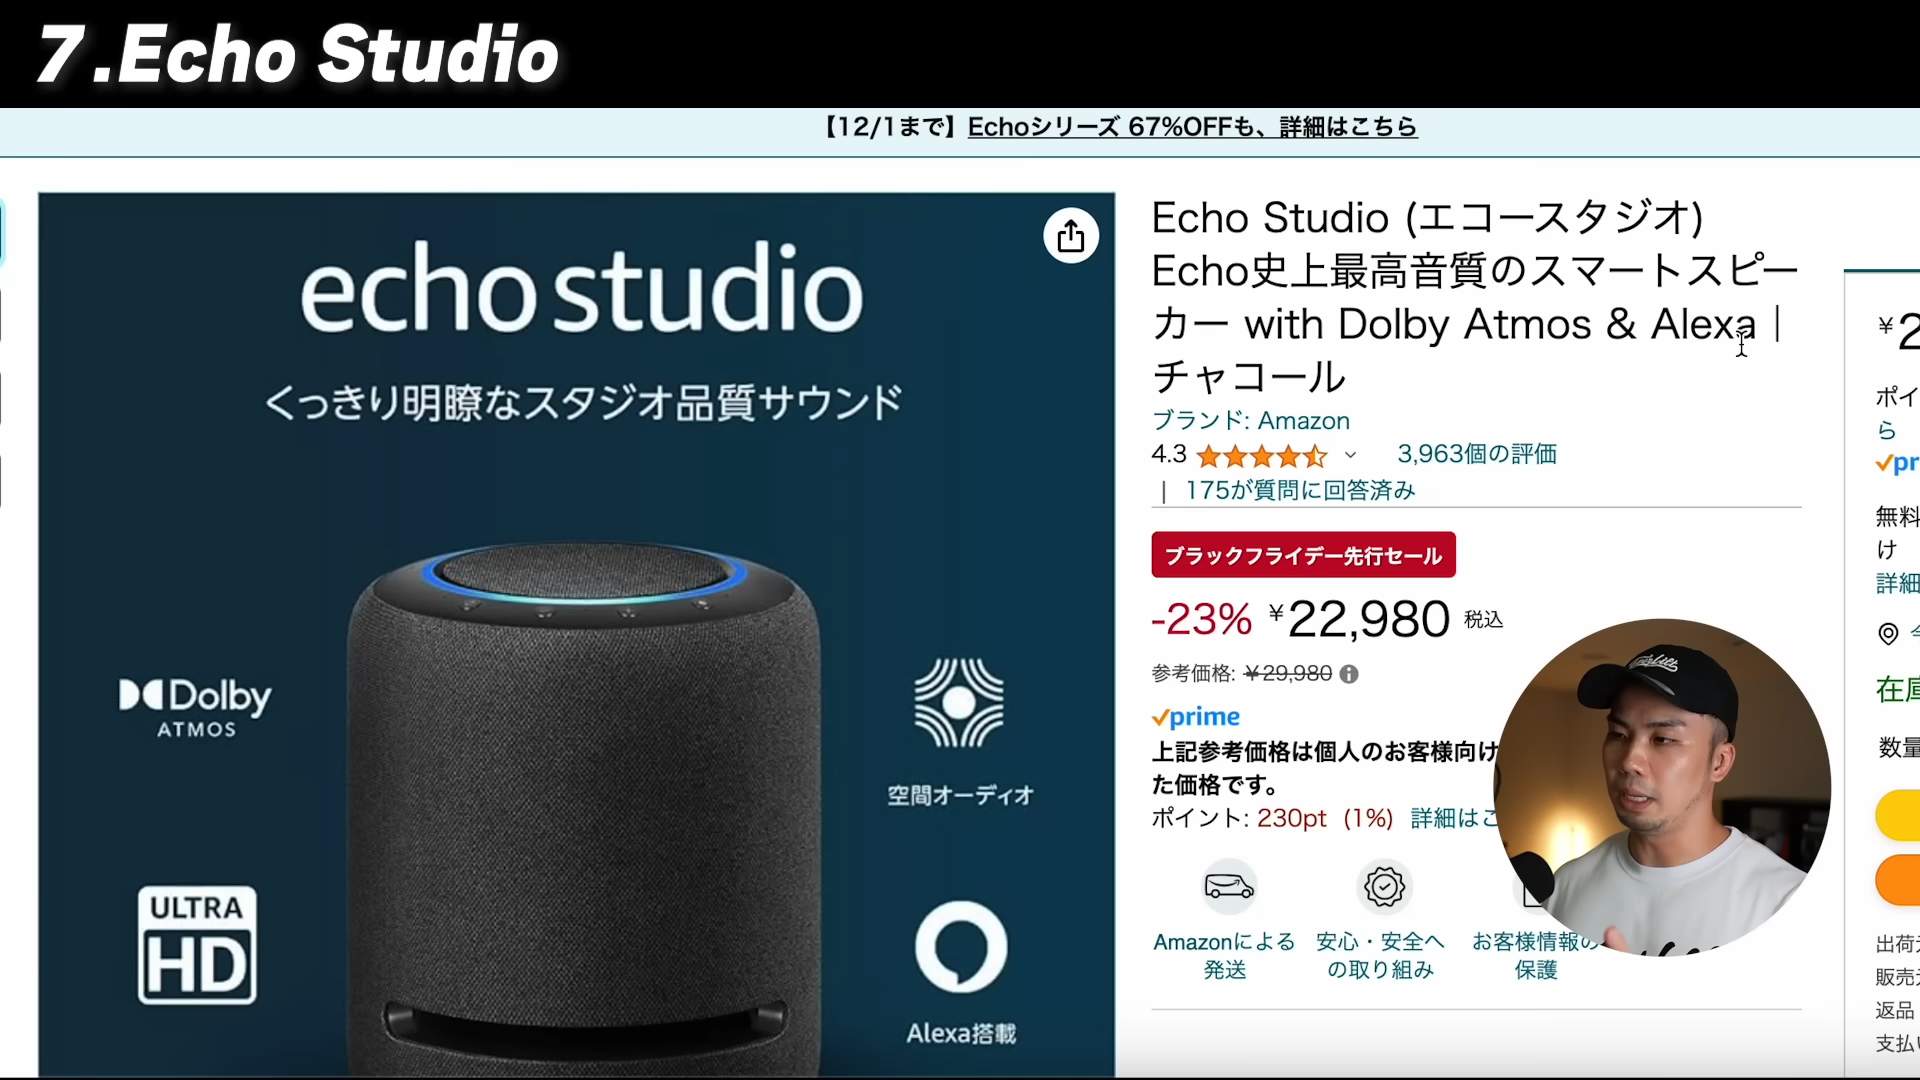 7.Echo Studio
【12/1まで】Echoシリーズ 67%OFFも、詳細はこちら
echo studio
くっきり明瞭なスタジオ品質サウンド
Dolby
ATMOS
空間オーディオ
ULTRA
HD
Alexa搭載
Echo Studio (エコースタジオ)
Echo史上最高音質のスマートスピー
カー with Dolby Atmos & Alexa｜
チャコール
ブランド: Amazon
4.3 3,963個の評価
| 175が質問に回答済み
ブラックフライデー先行セール
-23% ¥22,980 税込
参考価格: ¥29,980
prime
上記参考価格は個人のお客様向け
た価格です。
ポイント: 230pt (1%) 詳細はこ
Amazonによる
発送
安心・安全へ
の取り組み
お客様情報の
保護
¥2
ポイ
ら
pr
無料
け
詳細
在庫
数量
出荷元
販売元
返品
支払い